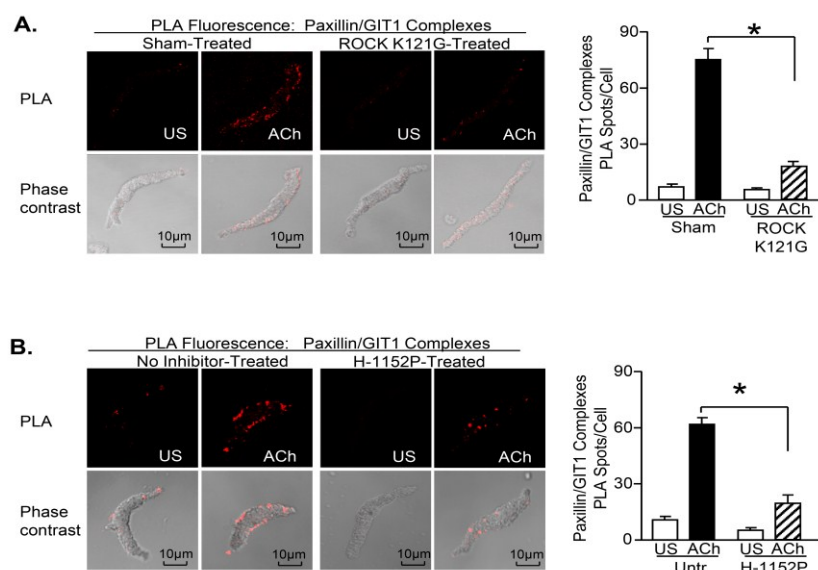 A.
PLA Fluorescence: Paxillin/GIT1 Complexes
Sham-Treated ROCK K121G-Treated
PLA
US ACh US ACh
Phase
contrast
10µm 10µm 10µm 10µm
Paxillin/GIT1 Complexes
PLA Spots/Cell
90
60
30
0
*
US ACh US ACh
Sham ROCK
K121G
B.
PLA Fluorescence: Paxillin/GIT1 Complexes
No Inhibitor-Treated H-1152P-Treated
PLA
US ACh US ACh
Phase
contrast
10µm 10µm 10µm 10µm
Paxillin/GIT1 Complexes
PLA Spots/Cell
90
60
30
0
*
US ACh US ACh
Untr H-1152P